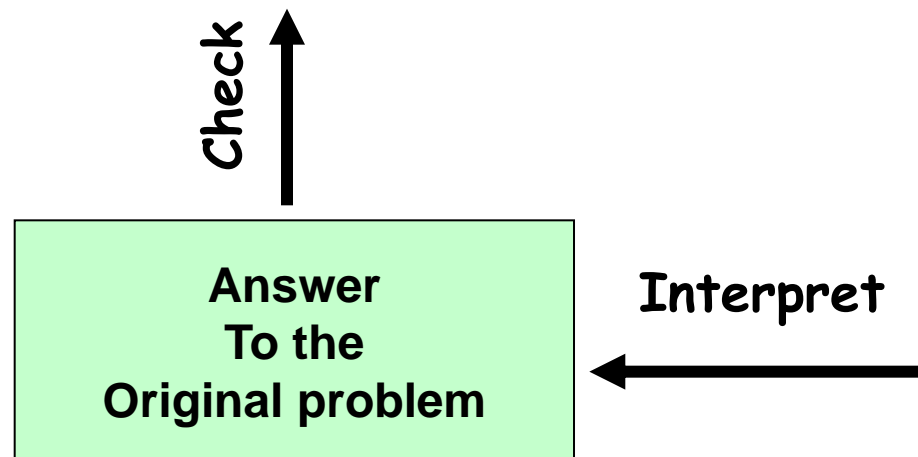 Check
Answer
To the
Original problem
Interpret